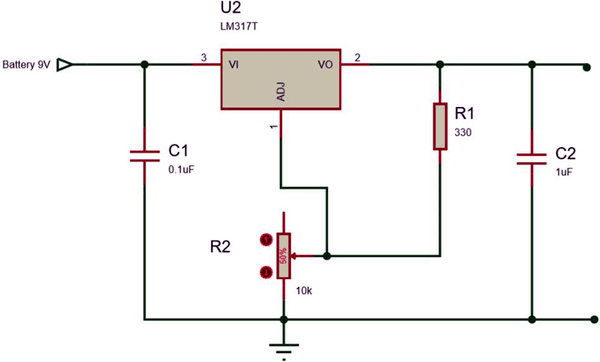 U2
LM317T
Battery 9V
3
VI
VO
2
ADJ
1
R1
330
C1
0.1uF
C2
1uF
R2
50%
10k